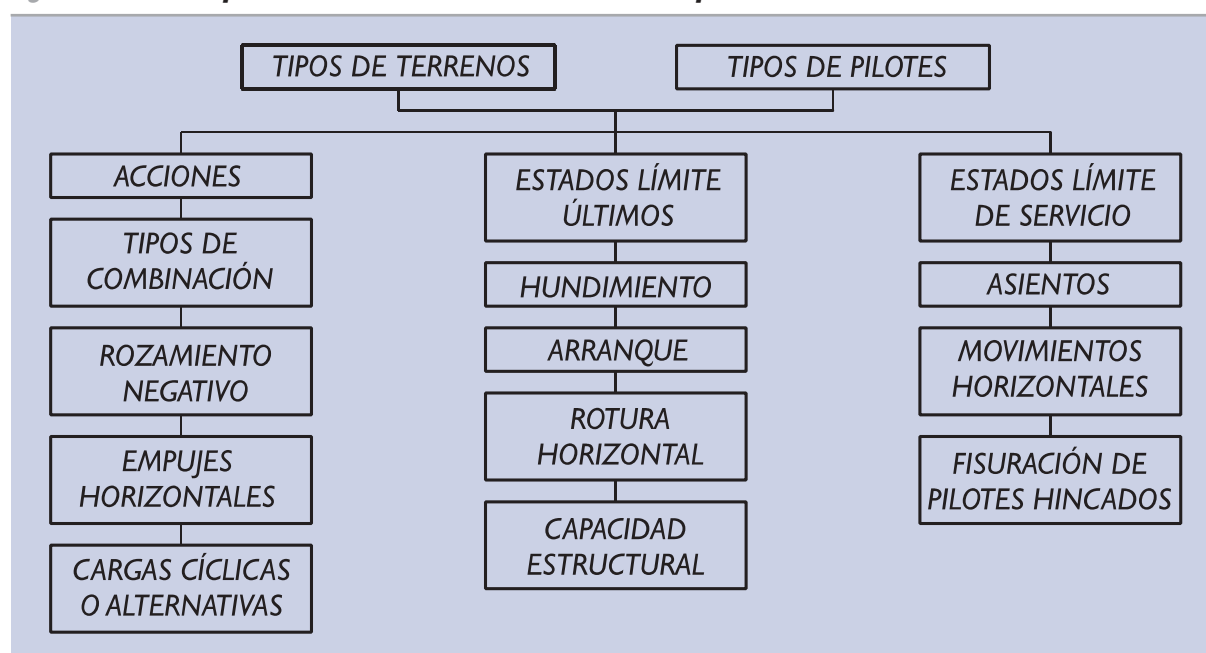 TIPOS DE TERRENOS
TIPOS DE PILOTES
ACCIONES
TIPOS DE
COMBINACIÓN
ROZAMIENTO
NEGATIVO
EMPUJES
HORIZONTALES
CARGAS CÍCLICAS
O ALTERNATIVAS
ESTADOS LÍMITE
ÚLTIMOS
HUNDIMIENTO
ARRANQUE
ROTURA
HORIZONTAL
CAPACIDAD
ESTRUCTURAL
ESTADOS LÍMITE
DE SERVICIO
ASIENTOS
MOVIMIENTOS
HORIZONTALES
FISURACIÓN DE
PILOTES HINCADOS